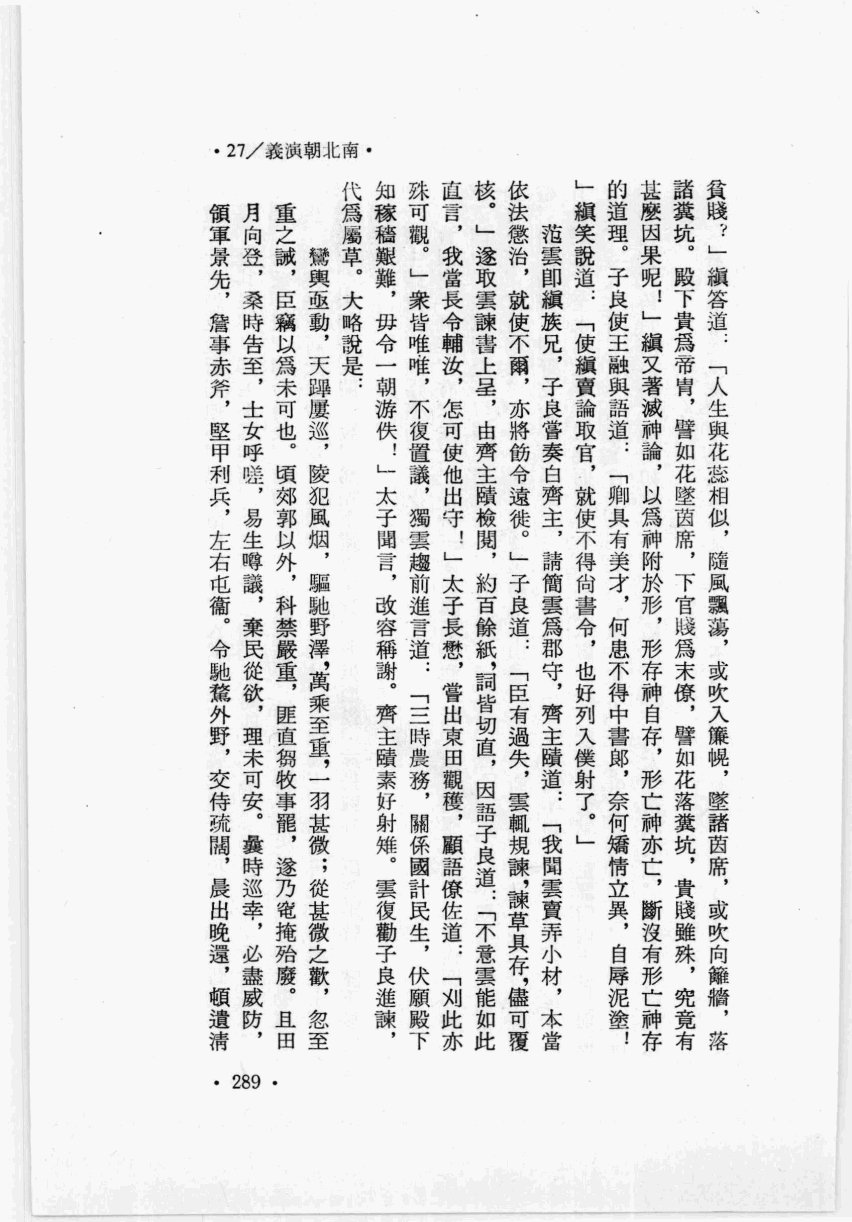 •27／義演朝北南•
貧賤？」縝答道：「人生與花蕊相似，隨風飄蕩，或吹入簾幌，墜諸茵席，或吹向籬牆，落
諸糞坑。殿下貴爲帝胄，譬如花墜茵席，下官賤爲末僚，譬如花落糞坑，貴賤雖殊，究竟有
甚麼因果呢！」縝又著滅神論，以爲神附於形，形存神自存，形亡神亦亡，斷沒有形亡神存
的道理。子良使王融與語道：「卿具有美才，何患不得中書郎，奈何矯情立異，自辱泥塗！
」縝笑說道：「使縝賣論取官，就使不得尙書令，也好列入僕射了。」
范雲卽縝族兄，子良嘗奏白齊主，請簡雲爲郡守，齊主賾道：「我聞雲賣弄小材，本當
依法懲治，就使不爾，亦將飭令遠徙。」子良道：「臣有過失，雲輒規諫，諫草具存，儘可覆
核。」遂取雲諫書上呈，由齊主賾檢閱，約百餘紙，詞皆切直，因語子良道：「不意雲能如此
直言，我當長令輔汝，怎可使他出守！」太子長懋，嘗出東田觀穫，顧語僚佐道：「刈此亦
殊可觀。」衆皆唯唯，不復置議，獨雲趨前進言道：「三時農務，關係國計民生，伏願殿下
知稼穡艱難，毋令一朝游佚！」太子聞言，改容稱謝。齊主賾素好射雉。雲復勸子良進諫，
代爲屬草。大略說是：
鸞輿亟動，天蹕屢巡，陵犯風烟，驅馳野澤，萬乘至重，一羽甚微；從甚微之歡，忽至
重之誡，臣竊以爲未可也。頃郊郭以外，科禁嚴重，匪直芻牧事罷，遂乃窀掩殆廢。且田
月向登，桑時告至，士女呼嗟，易生噂議，棄民從欲，理未可安。曩時巡幸，必盡威防，
領軍景先，詹事赤斧，堅甲利兵，左右屯衞。令馳騖外野，交侍疏闊，晨出晚還，頓遺淸
•289•